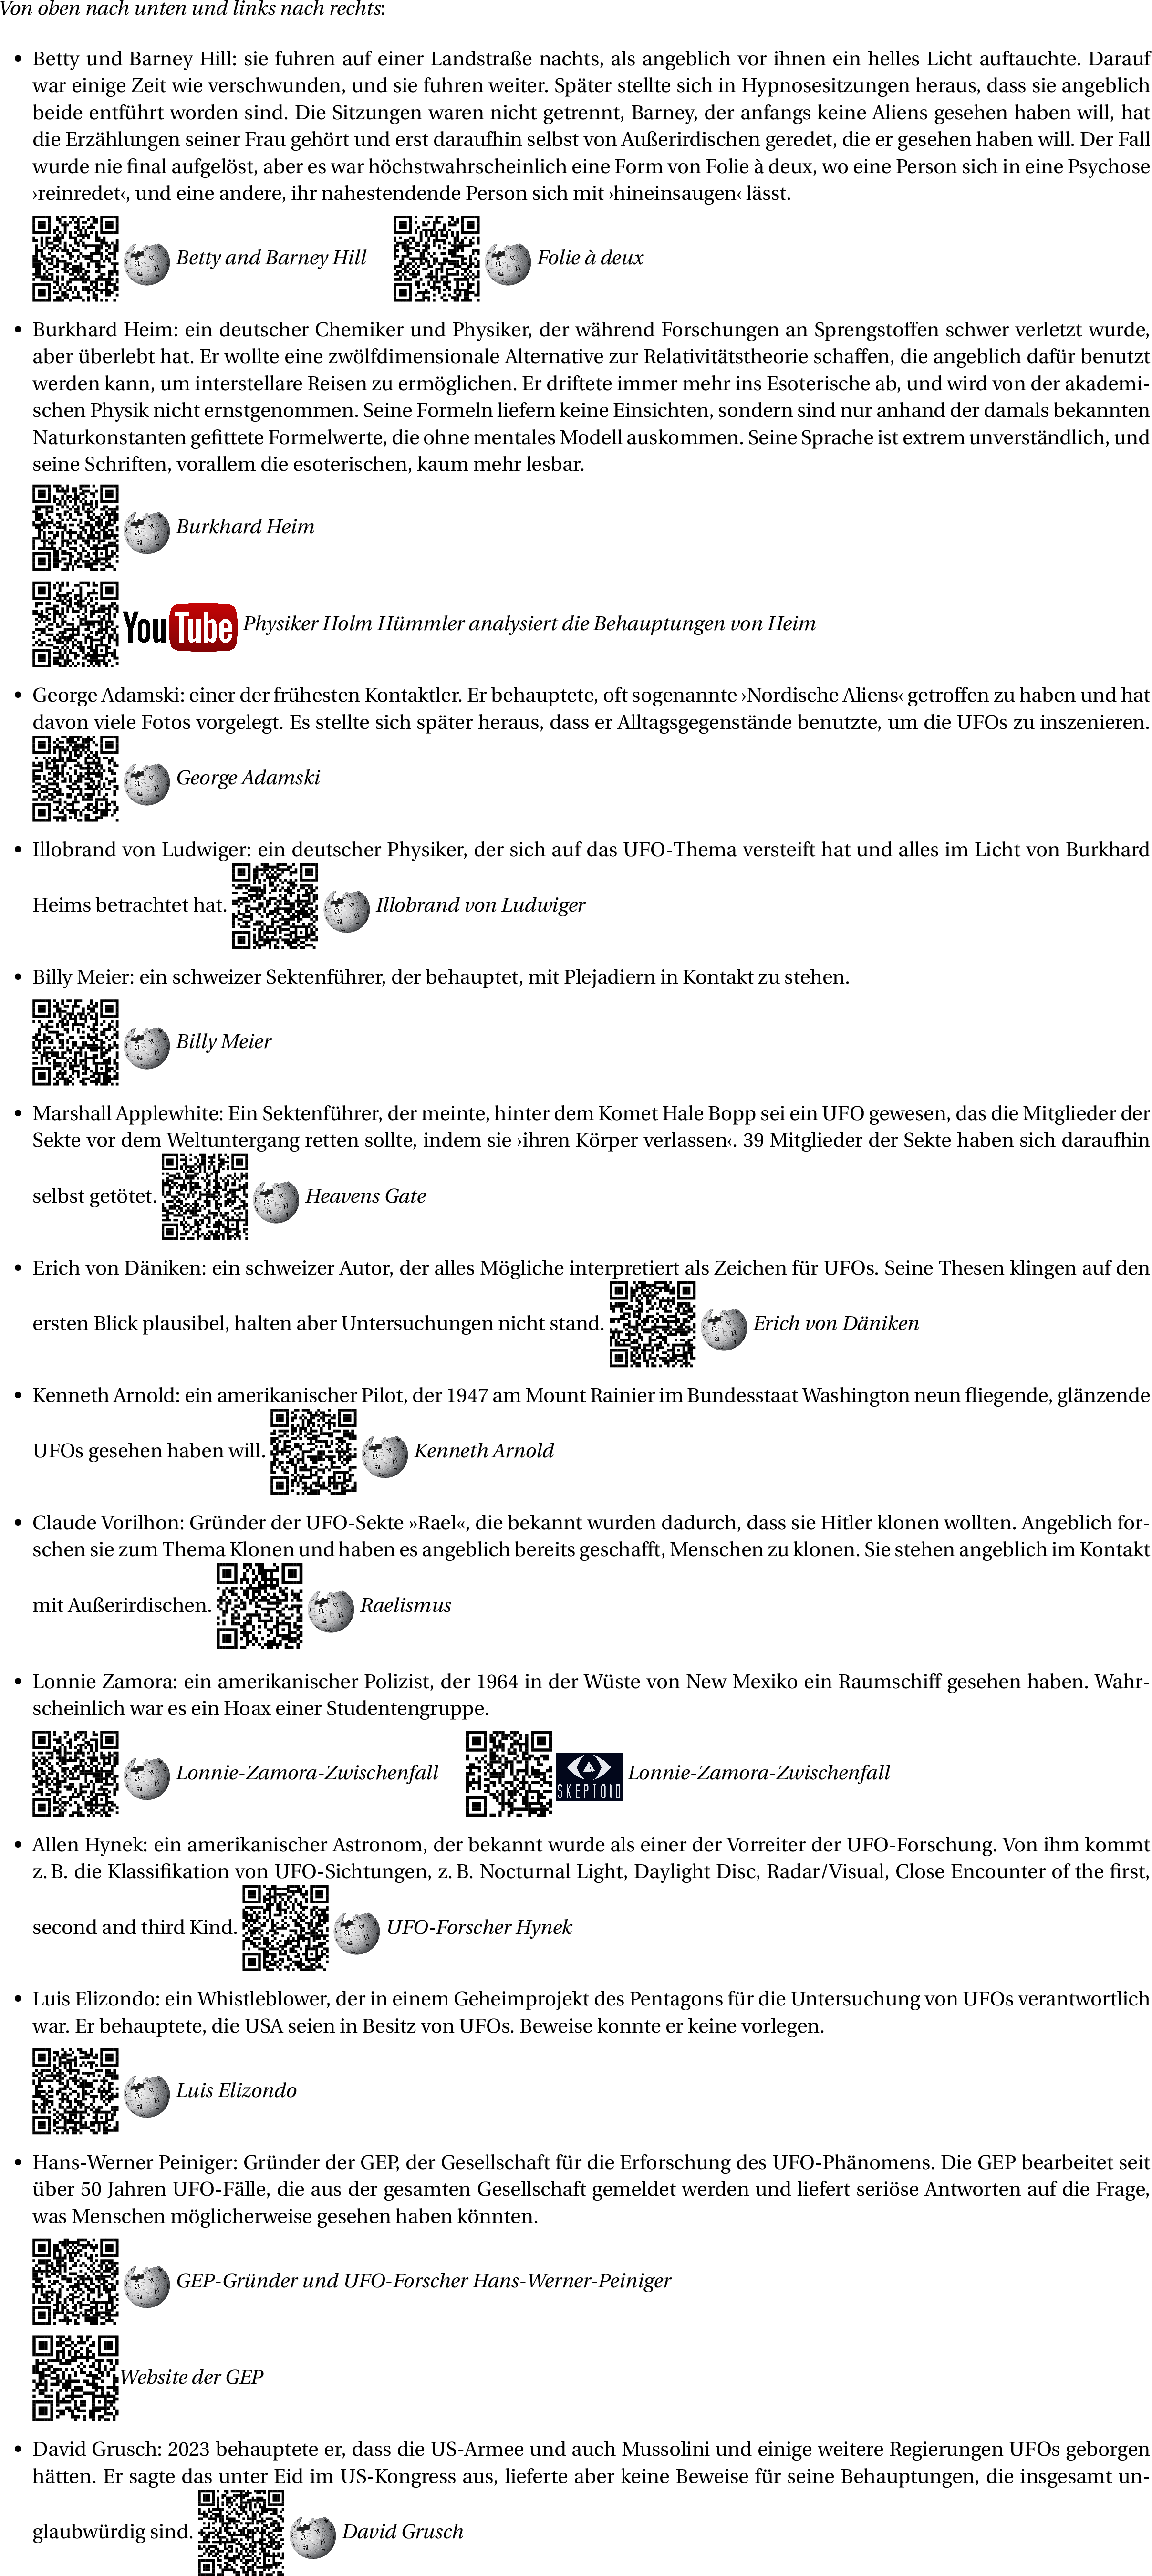 Von oben nach unten und links nach rechts:
• Betty und Barney Hill: sie fuhren auf einer Landstraße nachts, als angeblich vor ihnen ein helles Licht auftauchte. Darauf
war einige Zeit wie verschwunden, und sie fuhren weiter. Später stellte sich in Hypnosesitzungen heraus, dass sie angeblich
beide entführt worden sind. Die Sitzungen waren nicht getrennt, Barney, der anfangs keine Aliens gesehen haben will, hat
die Erzählungen seiner Frau gehört und erst daraufhin selbst von Außerirdischen geredet, die er gesehen haben will. Der Fall
wurde nie final aufgelöst, aber es war höchstwahrscheinlich eine Form von Folie à deux, wo eine Person sich in eine Psychose
›reinredet‹, und eine andere, ihr nahestendende Person sich mit ›hineinsaugen‹ lässt.
Betty and Barney Hill Folie à deux
• Burkhard Heim: ein deutscher Chemiker und Physiker, der während Forschungen an Sprengstoffen schwer verletzt wurde,
aber überlebt hat. Er wollte eine zwölfdimensionale Alternative zur Relativitätstheorie schaffen, die angeblich dafür benutzt
werden kann, um interstellare Reisen zu ermöglichen. Er driftete immer mehr ins Esoterische ab, und wird von der akademi-
schen Physik nicht ernstgenommen. Seine Formeln liefern keine Einsichten, sondern sind nur anhand der damals bekannten
Naturkonstanten gefittete Formelwerte, die ohne mentales Modell auskommen. Seine Sprache ist extrem unverständlich, und
seine Schriften, vorallem die esoterischen, kaum mehr lesbar.
Burkhard Heim
YouTube Physiker Holm Hümmler analysiert die Behauptungen von Heim
• George Adamski: einer der frühesten Kontaktler. Er behauptete, oft sogenannte ›Nordische Aliens‹ getroffen zu haben und hat
davon viele Fotos vorgelegt. Es stellte sich später heraus, dass er Alltagsgegenstände benutzte, um die UFOs zu inszenieren.
George Adamski
• Illobrand von Ludwiger: ein deutscher Physiker, der sich auf das UFO-Thema versteift hat und alles im Licht von Burkhard
Heims betrachtet hat. Illobrand von Ludwiger
• Billy Meier: ein schweizer Sektenführer, der behauptet, mit Plejadiern in Kontakt zu stehen.
Billy Meier
• Marshall Applewhite: Ein Sektenführer, der meinte, hinter dem Komet Hale Bopp sei ein UFO gewesen, das die Mitglieder der
Sekte vor dem Weltuntergang retten sollte, indem sie ›ihren Körper verlassen‹. 39 Mitglieder der Sekte haben sich daraufhin
selbst getötet. Heavens Gate
• Erich von Däniken: ein schweizer Autor, der alles Mögliche interpretiert als Zeichen für UFOs. Seine Thesen klingen auf den
ersten Blick plausibel, halten aber Untersuchungen nicht stand. Erich von Däniken
• Kenneth Arnold: ein amerikanischer Pilot, der 1947 am Mount Rainier im Bundesstaat Washington neun fliegende, glänzende
UFOs gesehen haben will. Kenneth Arnold
• Claude Vorilhon: Gründer der UFO-Sekte »Rael«, die bekannt wurden dadurch, dass sie Hitler klonen wollten. Angeblich for-
schen sie zum Thema Klonen und haben es angeblich bereits geschafft, Menschen zu klonen. Sie stehen angeblich im Kontakt
mit Außerirdischen. Raelismus
• Lonnie Zamora: ein amerikanischer Polizist, der 1964 in der Wüste von New Mexiko ein Raumschiff gesehen haben. Wahr-
scheinlich war es ein Hoax einer Studentengruppe.
Lonnie-Zamora-Zwischenfall SKEPTOID Lonnie-Zamora-Zwischenfall
• Allen Hynek: ein amerikanischer Astronom, der bekannt wurde als einer der Vorreiter der UFO-Forschung. Von ihm kommt
z. B. die Klassifikation von UFO-Sichtungen, z. B. Nocturnal Light, Daylight Disc, Radar/Visual, Close Encounter of the first,
second and third Kind. UFO-Forscher Hynek
• Luis Elizondo: ein Whistleblower, der in einem Geheimprojekt des Pentagons für die Untersuchung von UFOs verantwortlich
war. Er behauptete, die USA seien in Besitz von UFOs. Beweise konnte er keine vorlegen.
Luis Elizondo
• Hans-Werner Peiniger: Gründer der GEP, der Gesellschaft für die Erforschung des UFO-Phänomens. Die GEP bearbeitet seit
über 50 Jahren UFO-Fälle, die aus der gesamten Gesellschaft gemeldet werden und liefert seriöse Antworten auf die Frage,
was Menschen möglicherweise gesehen haben könnten.
GEP-Gründer und UFO-Forscher Hans-Werner-Peiniger
Website der GEP
• David Grusch: 2023 behauptete er, dass die US-Armee und auch Mussolini und einige weitere Regierungen UFOs geborgen
hätten. Er sagte das unter Eid im US-Kongress aus, lieferte aber keine Beweise für seine Behauptungen, die insgesamt un-
glaubwürdig sind. David Grusch